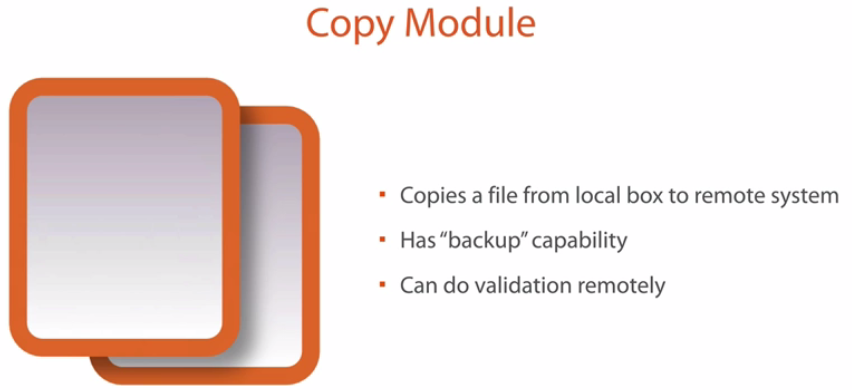 Copy Module
▪ Copies a file from local box to remote system
▪ Has “backup” capability
▪ Can do validation remotely